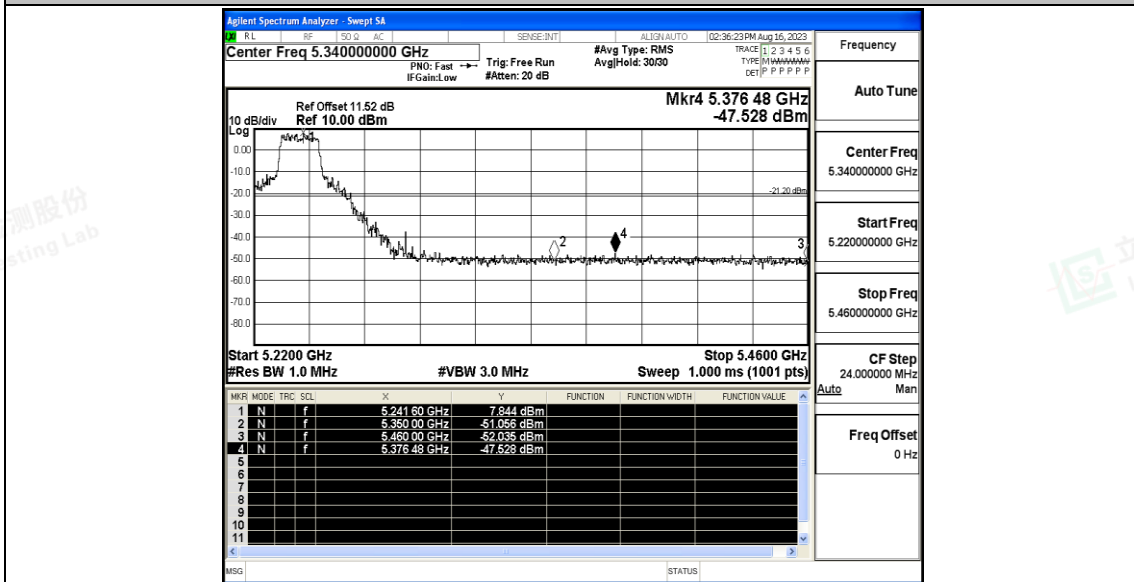 Agilent Spectrum Analyzer - Swept SA
RL RF 50 Ω AC SENSE:INT ALIGN AUTO 02:36:23 PM Aug 16, 2023
Center Freq 5.340000000 GHz
PNO: Fast
IFGain:Low
Trig: Free Run
#Atten: 20 dB
#Avg Type: RMS
Avg|Hold: 30/30
TRACE 1 2 3 4 5 6
TYPE M
DET P P P P P P
Mkr4 5.376 48 GHz
-47.528 dBm
Ref Offset 11.52 dB
10 dB/div Ref 10.00 dBm
Log
0.00
-10.0
-20.0
-30.0
-40.0
-50.0
-60.0
-70.0
-80.0
-21.20 dBm
2
4
3
Start 5.2200 GHz Stop 5.4600 GHz
#Res BW 1.0 MHz #VBW 3.0 MHz Sweep 1.000 ms (1001 pts)
MKR MODE TRC SCL X Y FUNCTION FUNCTION WIDTH FUNCTION VALUE
1 N f 5.241 60 GHz 7.844 dBm
2 N f 5.350 00 GHz -51.056 dBm
3 N f 5.460 00 GHz -52.035 dBm
4 N f 5.376 48 GHz -47.528 dBm
5
6
7
8
9
10
11
MSG STATUS
Frequency
Auto Tune
Center Freq
5.340000000 GHz
Start Freq
5.220000000 GHz
Stop Freq
5.460000000 GHz
CF Step
24.000000 MHz
Auto Man
Freq Offset
0 Hz
测股份
sting Lab